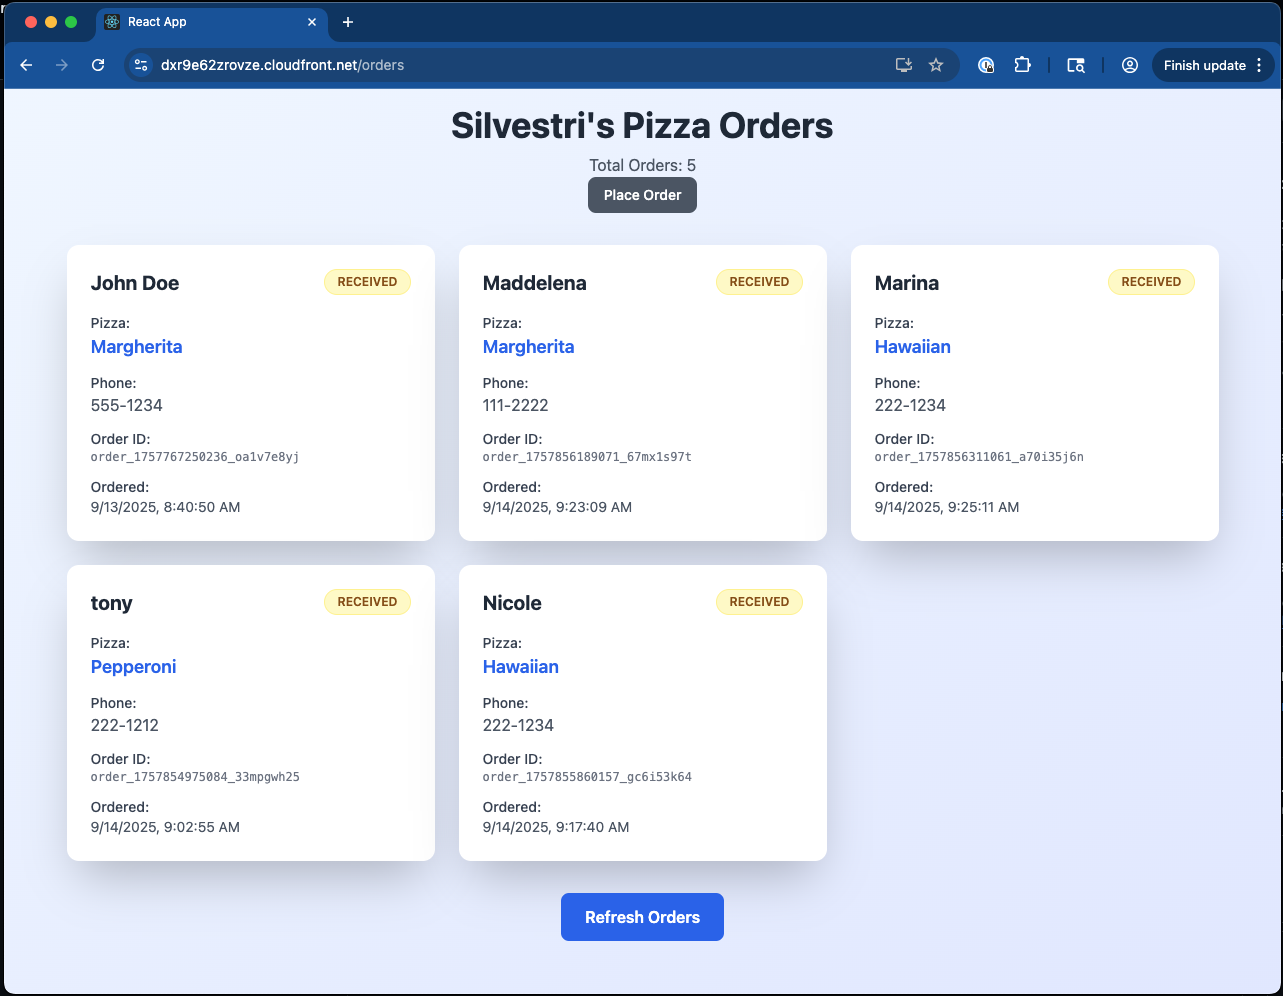 React App
dxr9e62zrovze.cloudfront.net/orders
Finish update
Silvestri's Pizza Orders
Total Orders: 5
Place Order
John Doe
RECEIVED
Pizza:
Margherita
Phone:
555-1234
Order ID:
order_1757767250236_oa1v7e8yj
Ordered:
9/13/2025, 8:40:50 AM
Maddelena
RECEIVED
Pizza:
Margherita
Phone:
111-2222
Order ID:
order_1757856189071_67mx1s97t
Ordered:
9/14/2025, 9:23:09 AM
Marina
RECEIVED
Pizza:
Hawaiian
Phone:
222-1234
Order ID:
order_1757856311061_a70i35j6n
Ordered:
9/14/2025, 9:25:11 AM
tony
RECEIVED
Pizza:
Pepperoni
Phone:
222-1212
Order ID:
order_1757854975084_33mpgwh25
Ordered:
9/14/2025, 9:02:55 AM
Nicole
RECEIVED
Pizza:
Hawaiian
Phone:
222-1234
Order ID:
order_1757855860157_gc6i53k64
Ordered:
9/14/2025, 9:17:40 AM
Refresh Orders